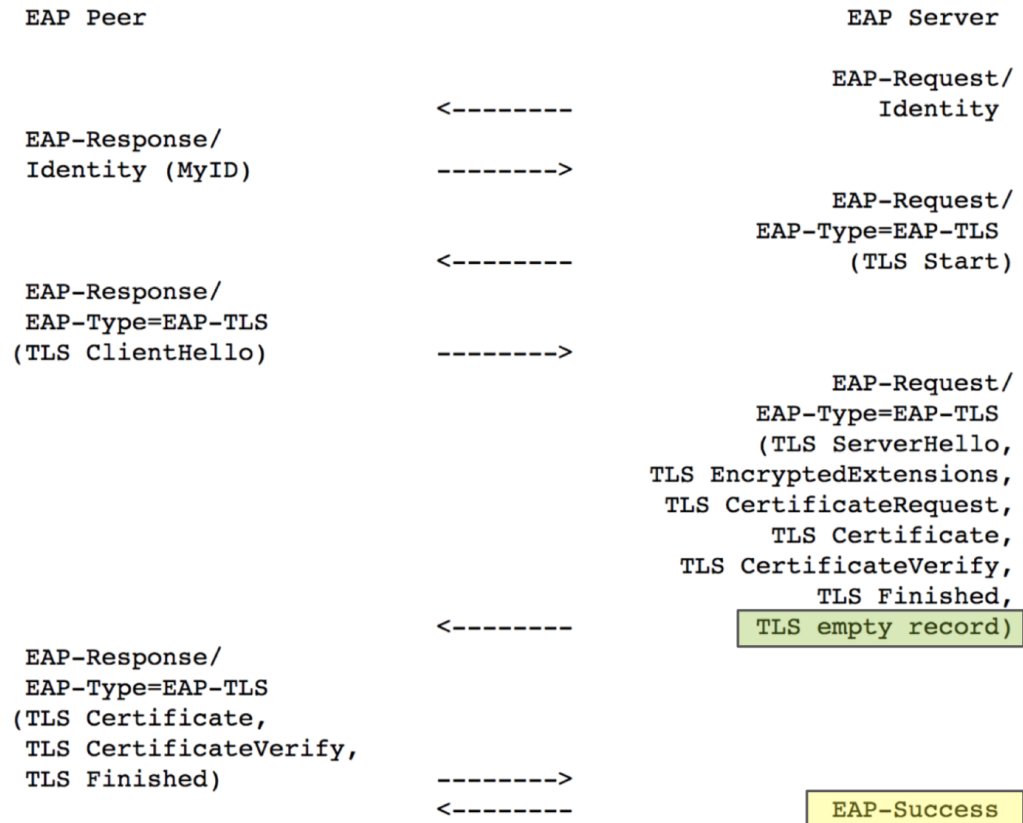 EAP Peer                                                EAP Server
EAP-Request/
<--------                    Identity
EAP-Response/
Identity (MyID)            -------->
EAP-Request/
EAP-Type=EAP-TLS
<--------                  (TLS Start)
EAP-Response/
EAP-Type=EAP-TLS
(TLS ClientHello)           -------->
EAP-Request/
EAP-Type=EAP-TLS
(TLS ServerHello,
TLS EncryptedExtensions,
TLS CertificateRequest,
TLS Certificate,
TLS CertificateVerify,
TLS Finished,
<--------            TLS empty record)
EAP-Response/
EAP-Type=EAP-TLS
(TLS Certificate,
TLS CertificateVerify,
TLS Finished)              -------->
<--------                 EAP-Success